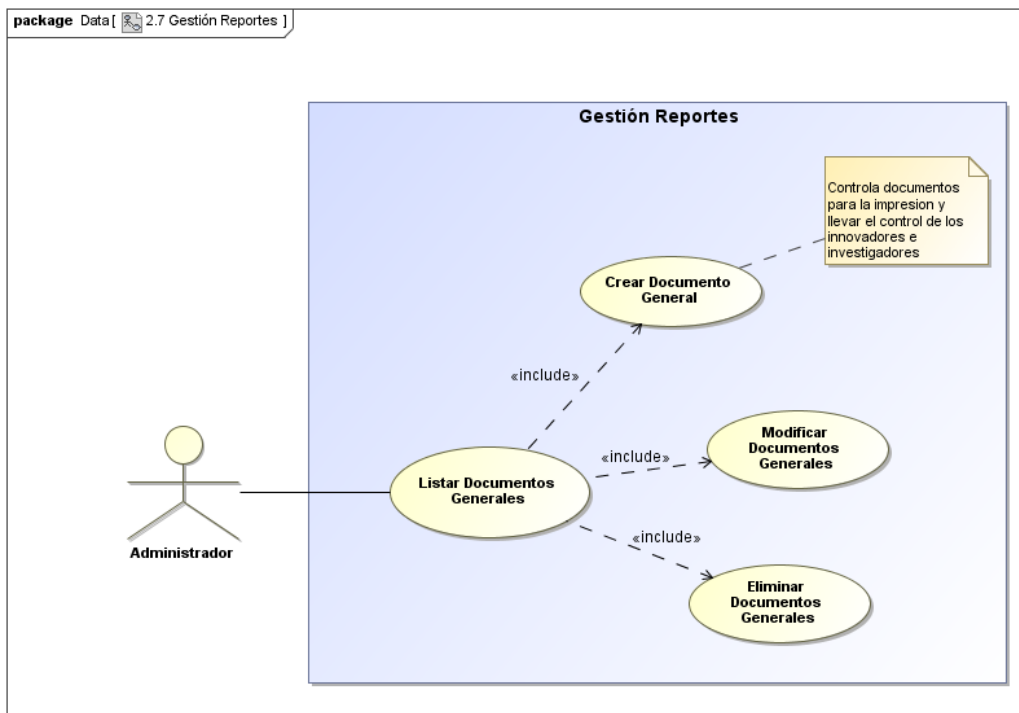 package Data [ 2.7 Gestión Reportes ]
Gestión Reportes
Controla documentos
para la impresion y
llevar el control de los
innovadores e
investigadores
Crear Documento
General
«include»
Modificar
Documentos
Generales
«include»
Listar Documentos
Generales
«include»
Administrador
Eliminar
Documentos
Generales